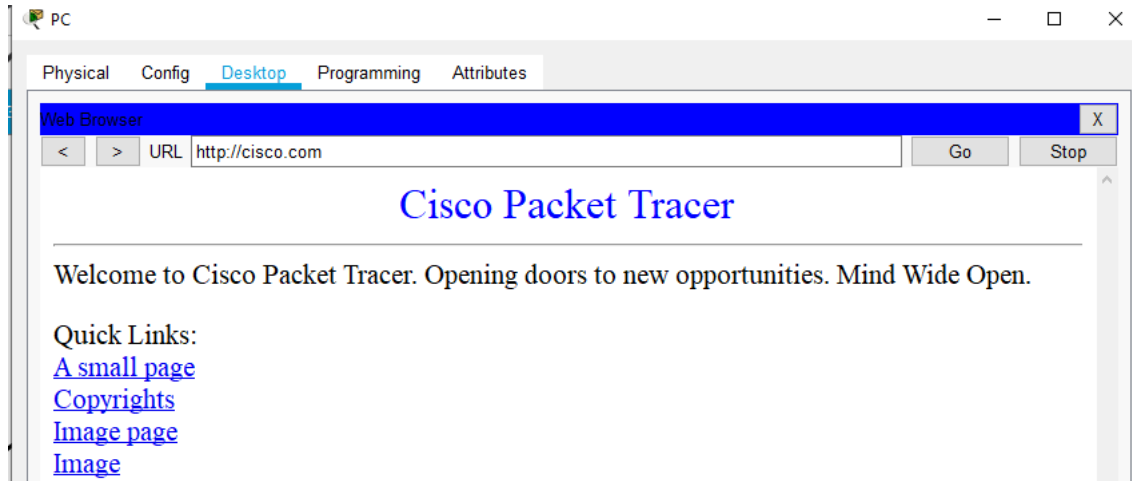 PC
Physical Config Desktop Programming Attributes
Web Browser X
< > URL http://cisco.com Go Stop
Cisco Packet Tracer
Welcome to Cisco Packet Tracer. Opening doors to new opportunities. Mind Wide Open.
Quick Links:
A small page
Copyrights
Image page
Image